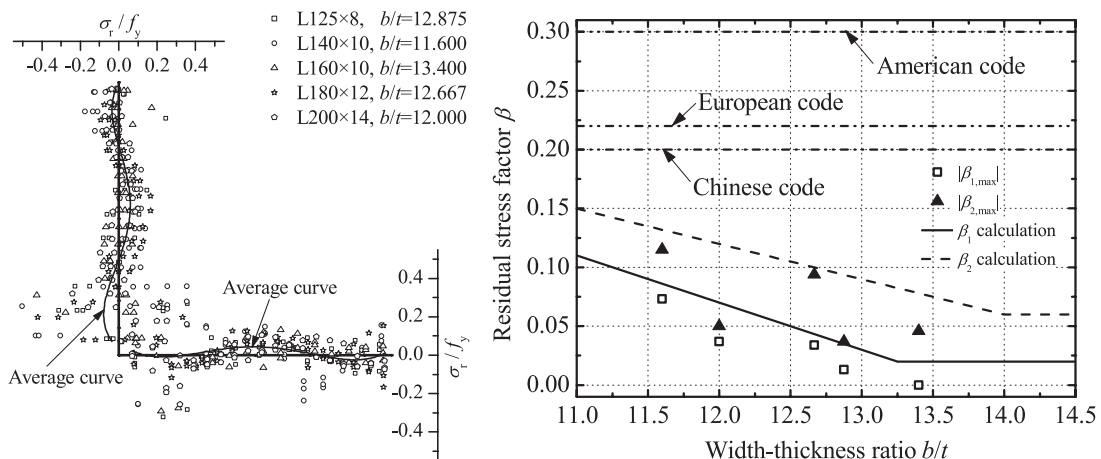 σr / fy
-0.4 -0.2 0.0 0.2 0.4
L125×8, b/t=12.875
L140×10, b/t=11.600
L160×10, b/t=13.400
L180×12, b/t=12.667
L200×14, b/t=12.000
Average curve
Average curve
0.4
0.2
0.0
-0.2
-0.4
σr / fy
Residual stress factor β
0.30
0.25
0.20
0.15
0.10
0.05
0.00
American code
European code
Chinese code
|β1,max|
|β2,max|
β1 calculation
β2 calculation
11.0 11.5 12.0 12.5 13.0 13.5 14.0 14.5
Width-thickness ratio b/t